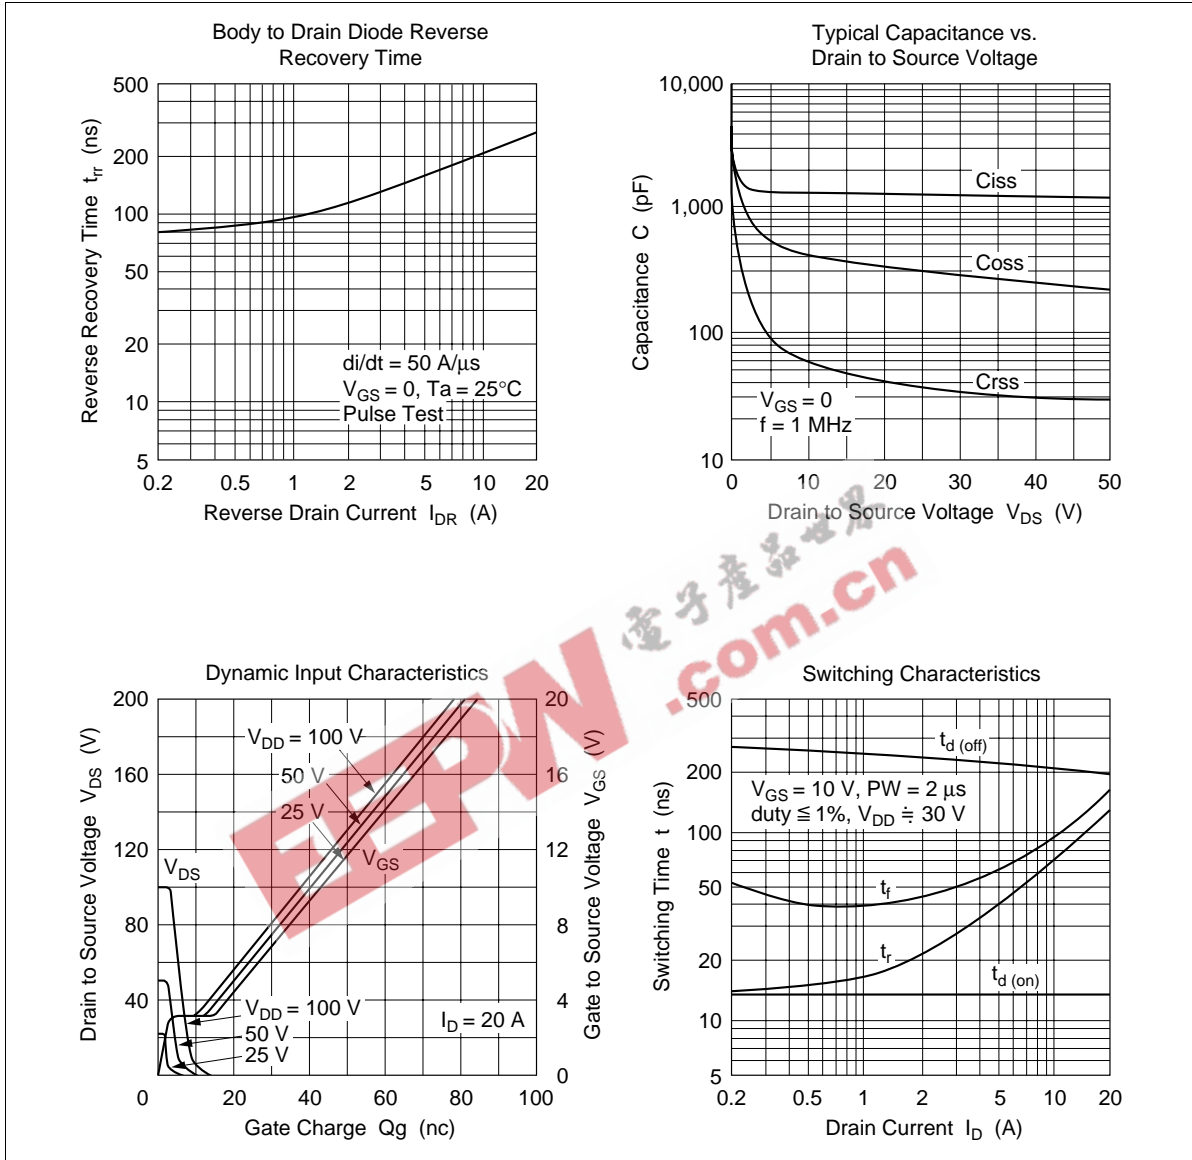 Body to Drain Diode Reverse
Recovery Time
500
200
100
50
20
10
5
Reverse Recovery Time trr (ns)
di/dt = 50 A/μs
VGS = 0, Ta = 25°C
Pulse Test
0.2 0.5 1 2 5 10 20
Reverse Drain Current IDR (A)
Typical Capacitance vs.
Drain to Source Voltage
10,000
1,000
100
10
Capacitance C (pF)
Ciss
Coss
Crss
VGS = 0
f = 1 MHz
0 10 20 30 40 50
Drain to Source Voltage VDS (V)
電子產品世界
EEPW .com.cn
Dynamic Input Characteristics
200
160
120
80
40
0
Drain to Source Voltage VDS (V)
20
16
12
8
4
0
Gate to Source Voltage VGS (V)
VDD = 100 V
50 V
25 V
VDS
VGS
VDD = 100 V
50 V
25 V
ID = 20 A
0 20 40 60 80 100
Gate Charge Qg (nc)
Switching Characteristics
500
200
100
50
20
10
5
Switching Time t (ns)
td (off)
VGS = 10 V, PW = 2 μs
duty ≦ 1%, VDD ≒ 30 V
tf
tr
td (on)
0.2 0.5 1 2 5 10 20
Drain Current ID (A)